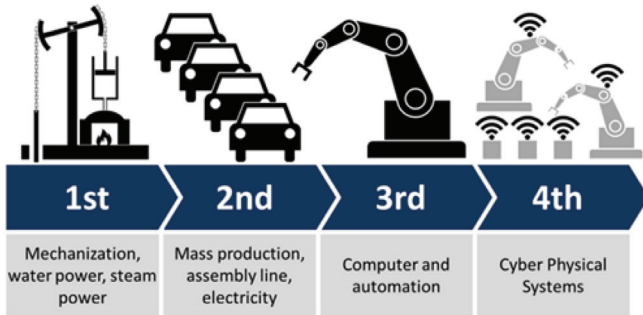 1st
2nd
3rd
4th
Mechanization,
water power, steam
power
Mass production,
assembly line,
electricity
Computer and
automation
Cyber Physical
Systems